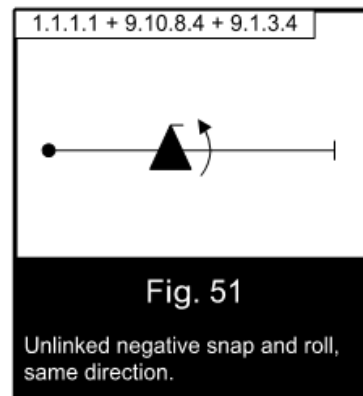 1.1.1.1 + 9.10.8.4 + 9.1.3.4
Fig. 51
Unlinked negative snap and roll,
same direction.